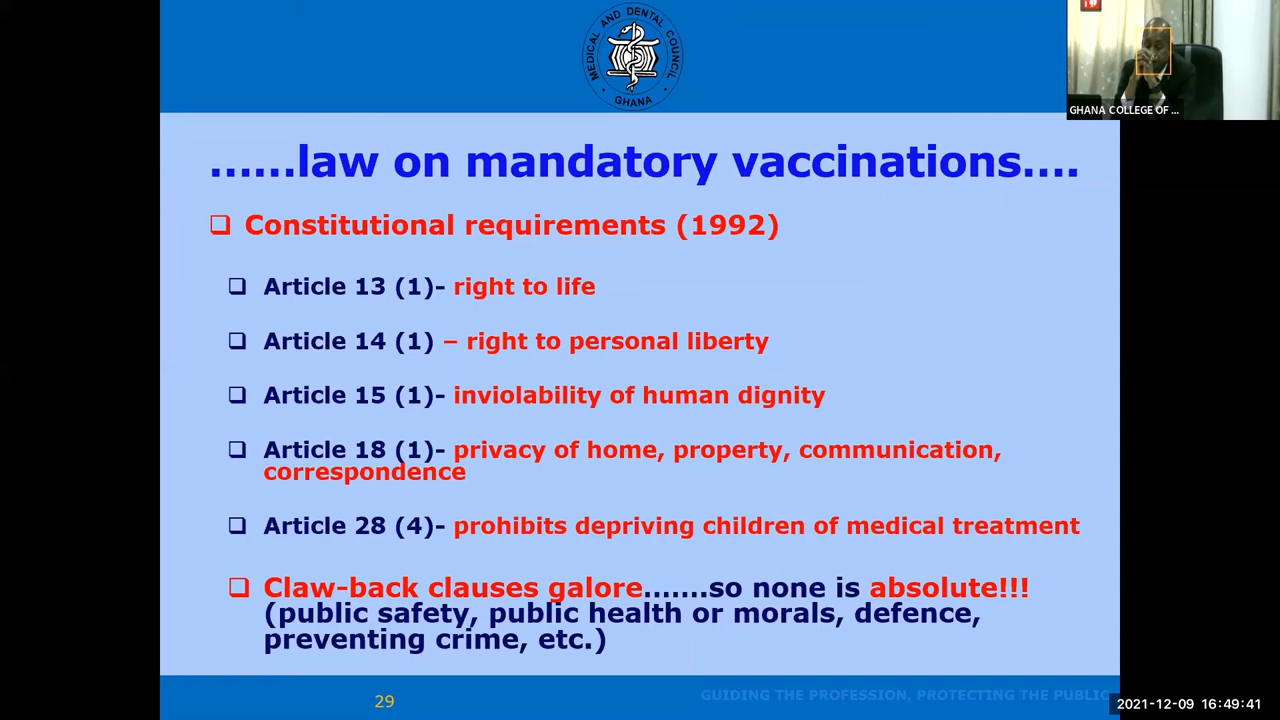 MEDICAL AND DENTAL COUNCIL
GHANA
GHANA COLLEGE OF ...
......law on mandatory vaccinations....
Constitutional requirements (1992)
Article 13 (1)- right to life
Article 14 (1) – right to personal liberty
Article 15 (1)- inviolability of human dignity
Article 18 (1)- privacy of home, property, communication,
correspondence
Article 28 (4)- prohibits depriving children of medical treatment
Claw-back clauses galore.......so none is absolute!!!
(public safety, public health or morals, defence,
preventing crime, etc.)
29
GUIDING THE PROFESSION, PROTECTING THE PUBLIC
2021-12-09 16:49:41